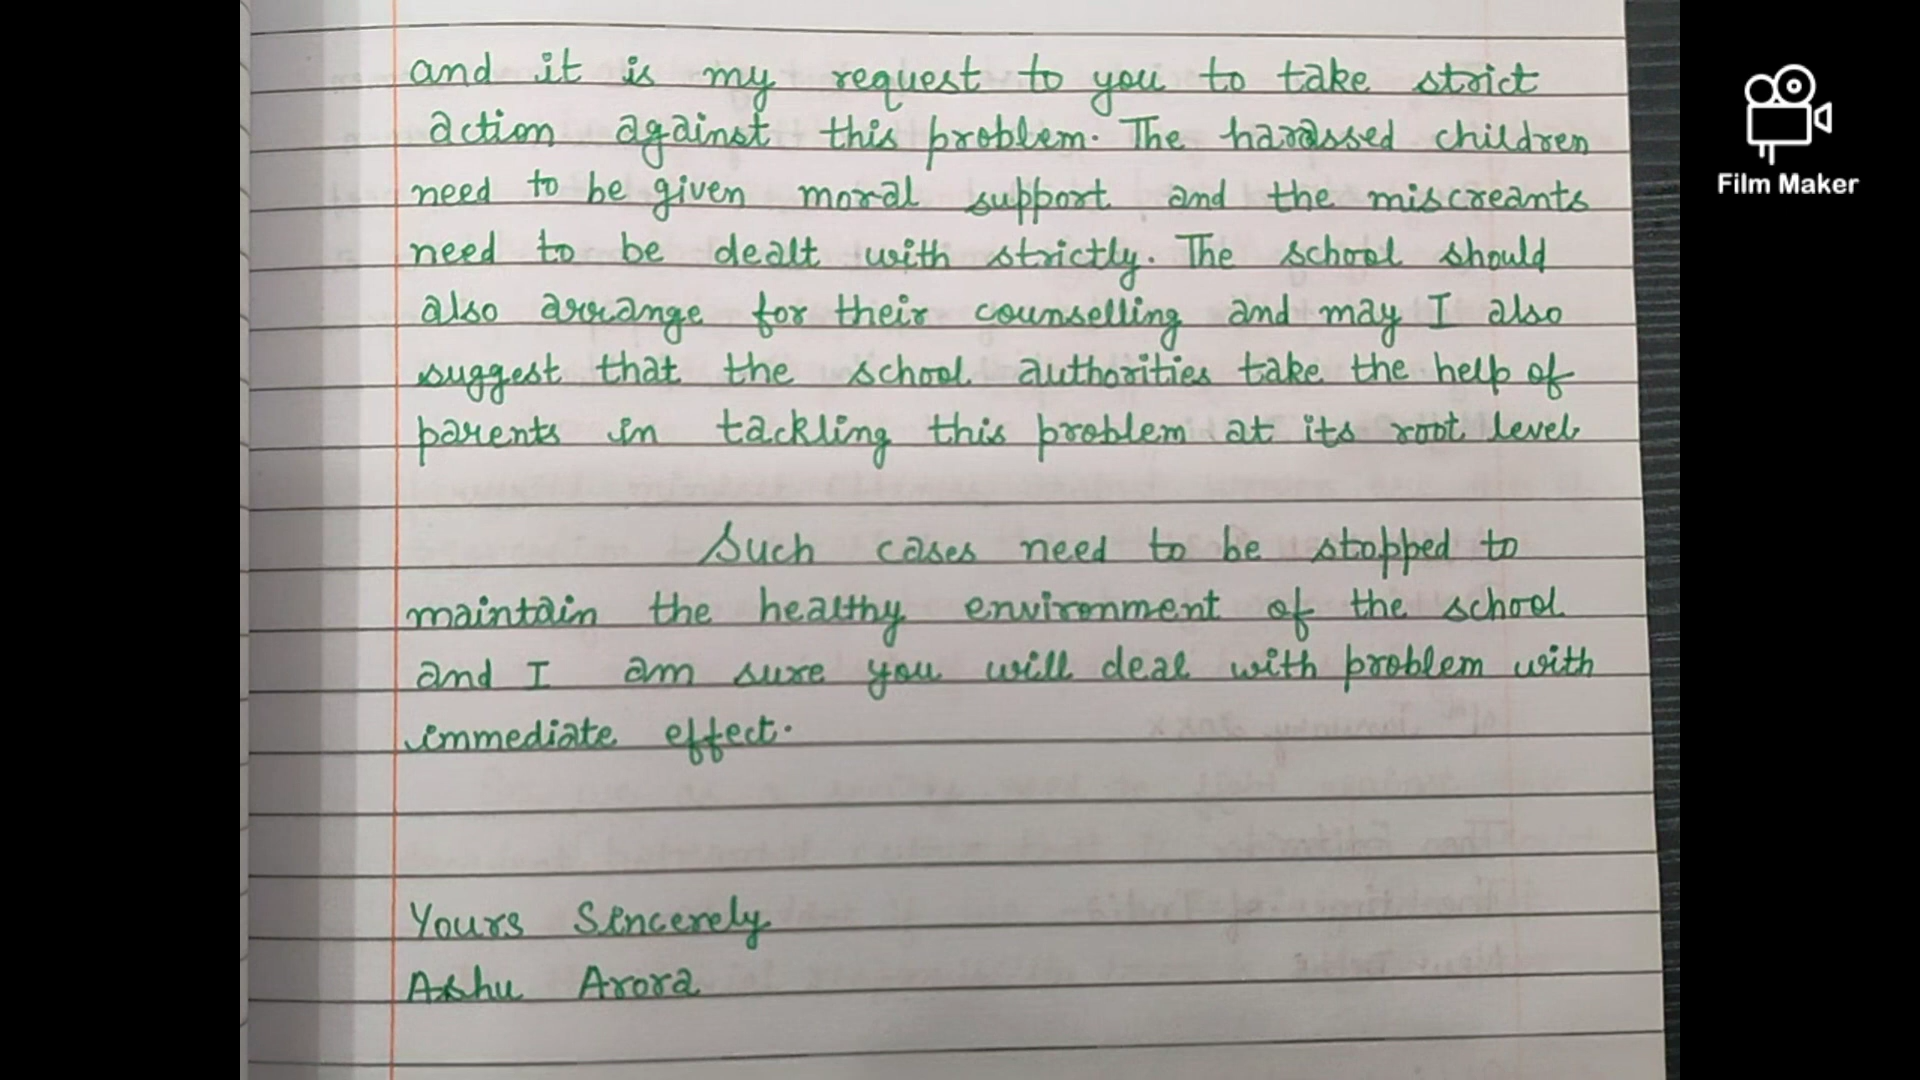 and it is my request to you to take strict
action against this problem. The harassed children
need to be given moral support and the miscreants
need to be dealt with strictly. The school should
also arrange for their counselling and may I also
suggest that the school authorities take the help of
parents in tackling this problem at its root level
Such cases need to be stopped to
maintain the healthy environment of the school
and I am sure you will deal with problem with
immediate effect.
Yours Sincerely
Ashu Arora
Film Maker